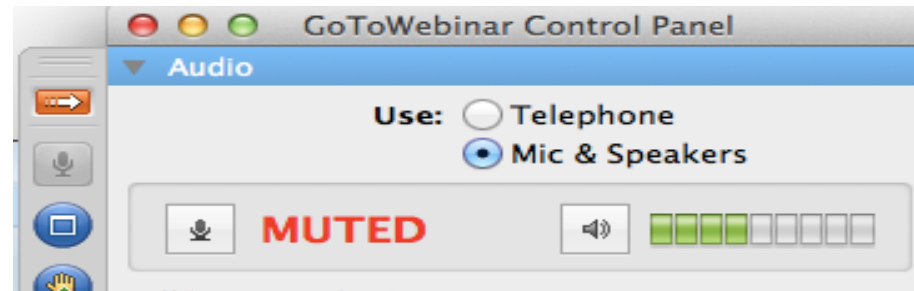 GoToWebinar Control Panel
Audio
Use: Telephone
Mic & Speakers
MUTED